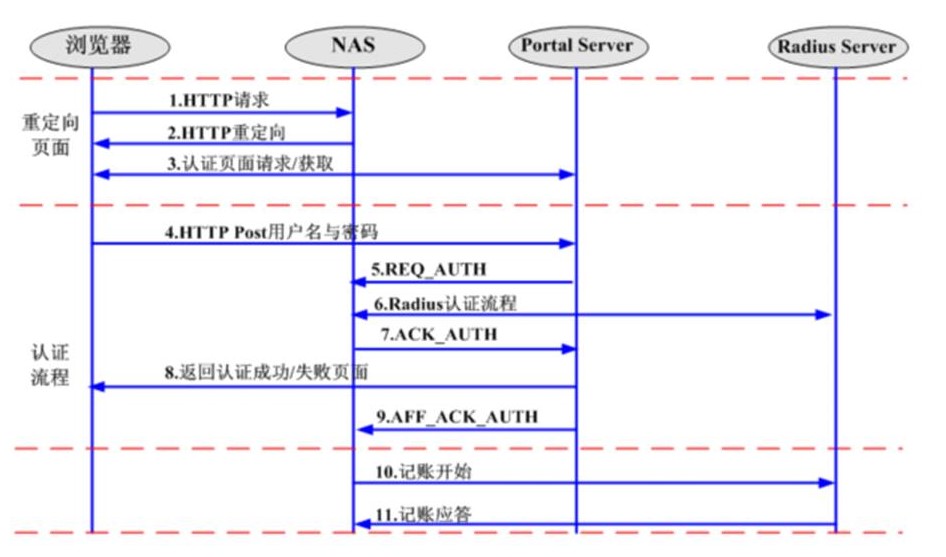 浏览器
NAS
Portal Server
Radius Server
重定向
页面
1.HTTP请求
2.HTTP重定向
3.认证页面请求/获取
4.HTTP Post用户名与密码
5.REQ_AUTH
6.Radius认证流程
7.ACK_AUTH
认证
流程
8.返回认证成功/失败页面
9.AFF_ACK_AUTH
10.记账开始
11.记账应答